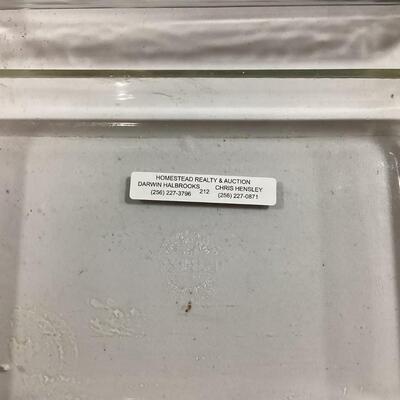 HOMESTEAD REALTY & AUCTION
DARWIN HALBROOKS CHRIS HENSLEY
(256) 227-3796 212 (256) 227-0871